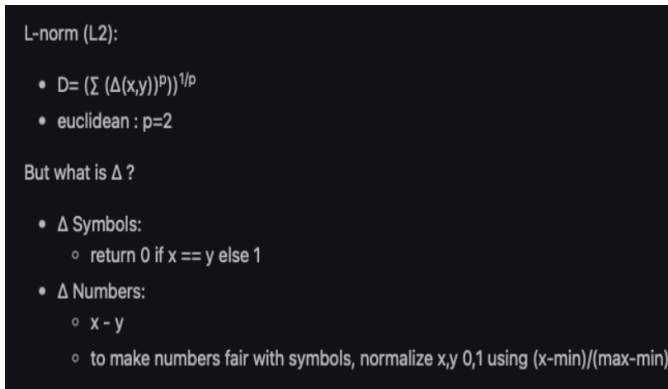 L-norm (L2):
• D= (∑ (Δ(x,y))ᵖ))¹/ᵖ
• euclidean : p=2
But what is Δ ?
• Δ Symbols:
◦ return 0 if x == y else 1
• Δ Numbers:
◦ x - y
◦ to make numbers fair with symbols, normalize x,y 0,1 using (x-min)/(max-min)